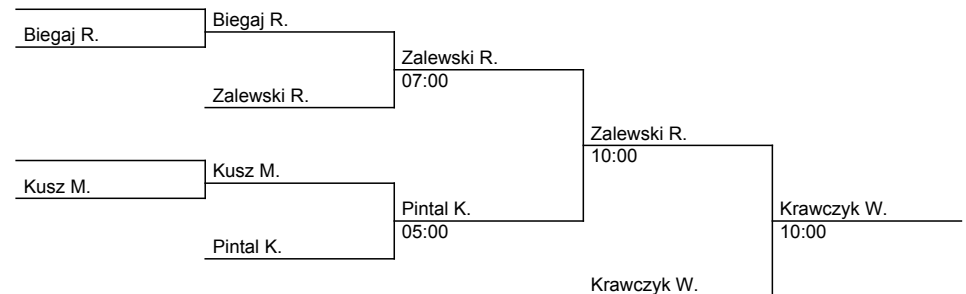 Biegaj R.
Biegaj R.
Zalewski R.
07:00
Zalewski R.
Zalewski R.
10:00
Kusz M.
Kusz M.
Pintal K.
05:00
Krawczyk W.
10:00
Pintal K.
Krawczyk W.